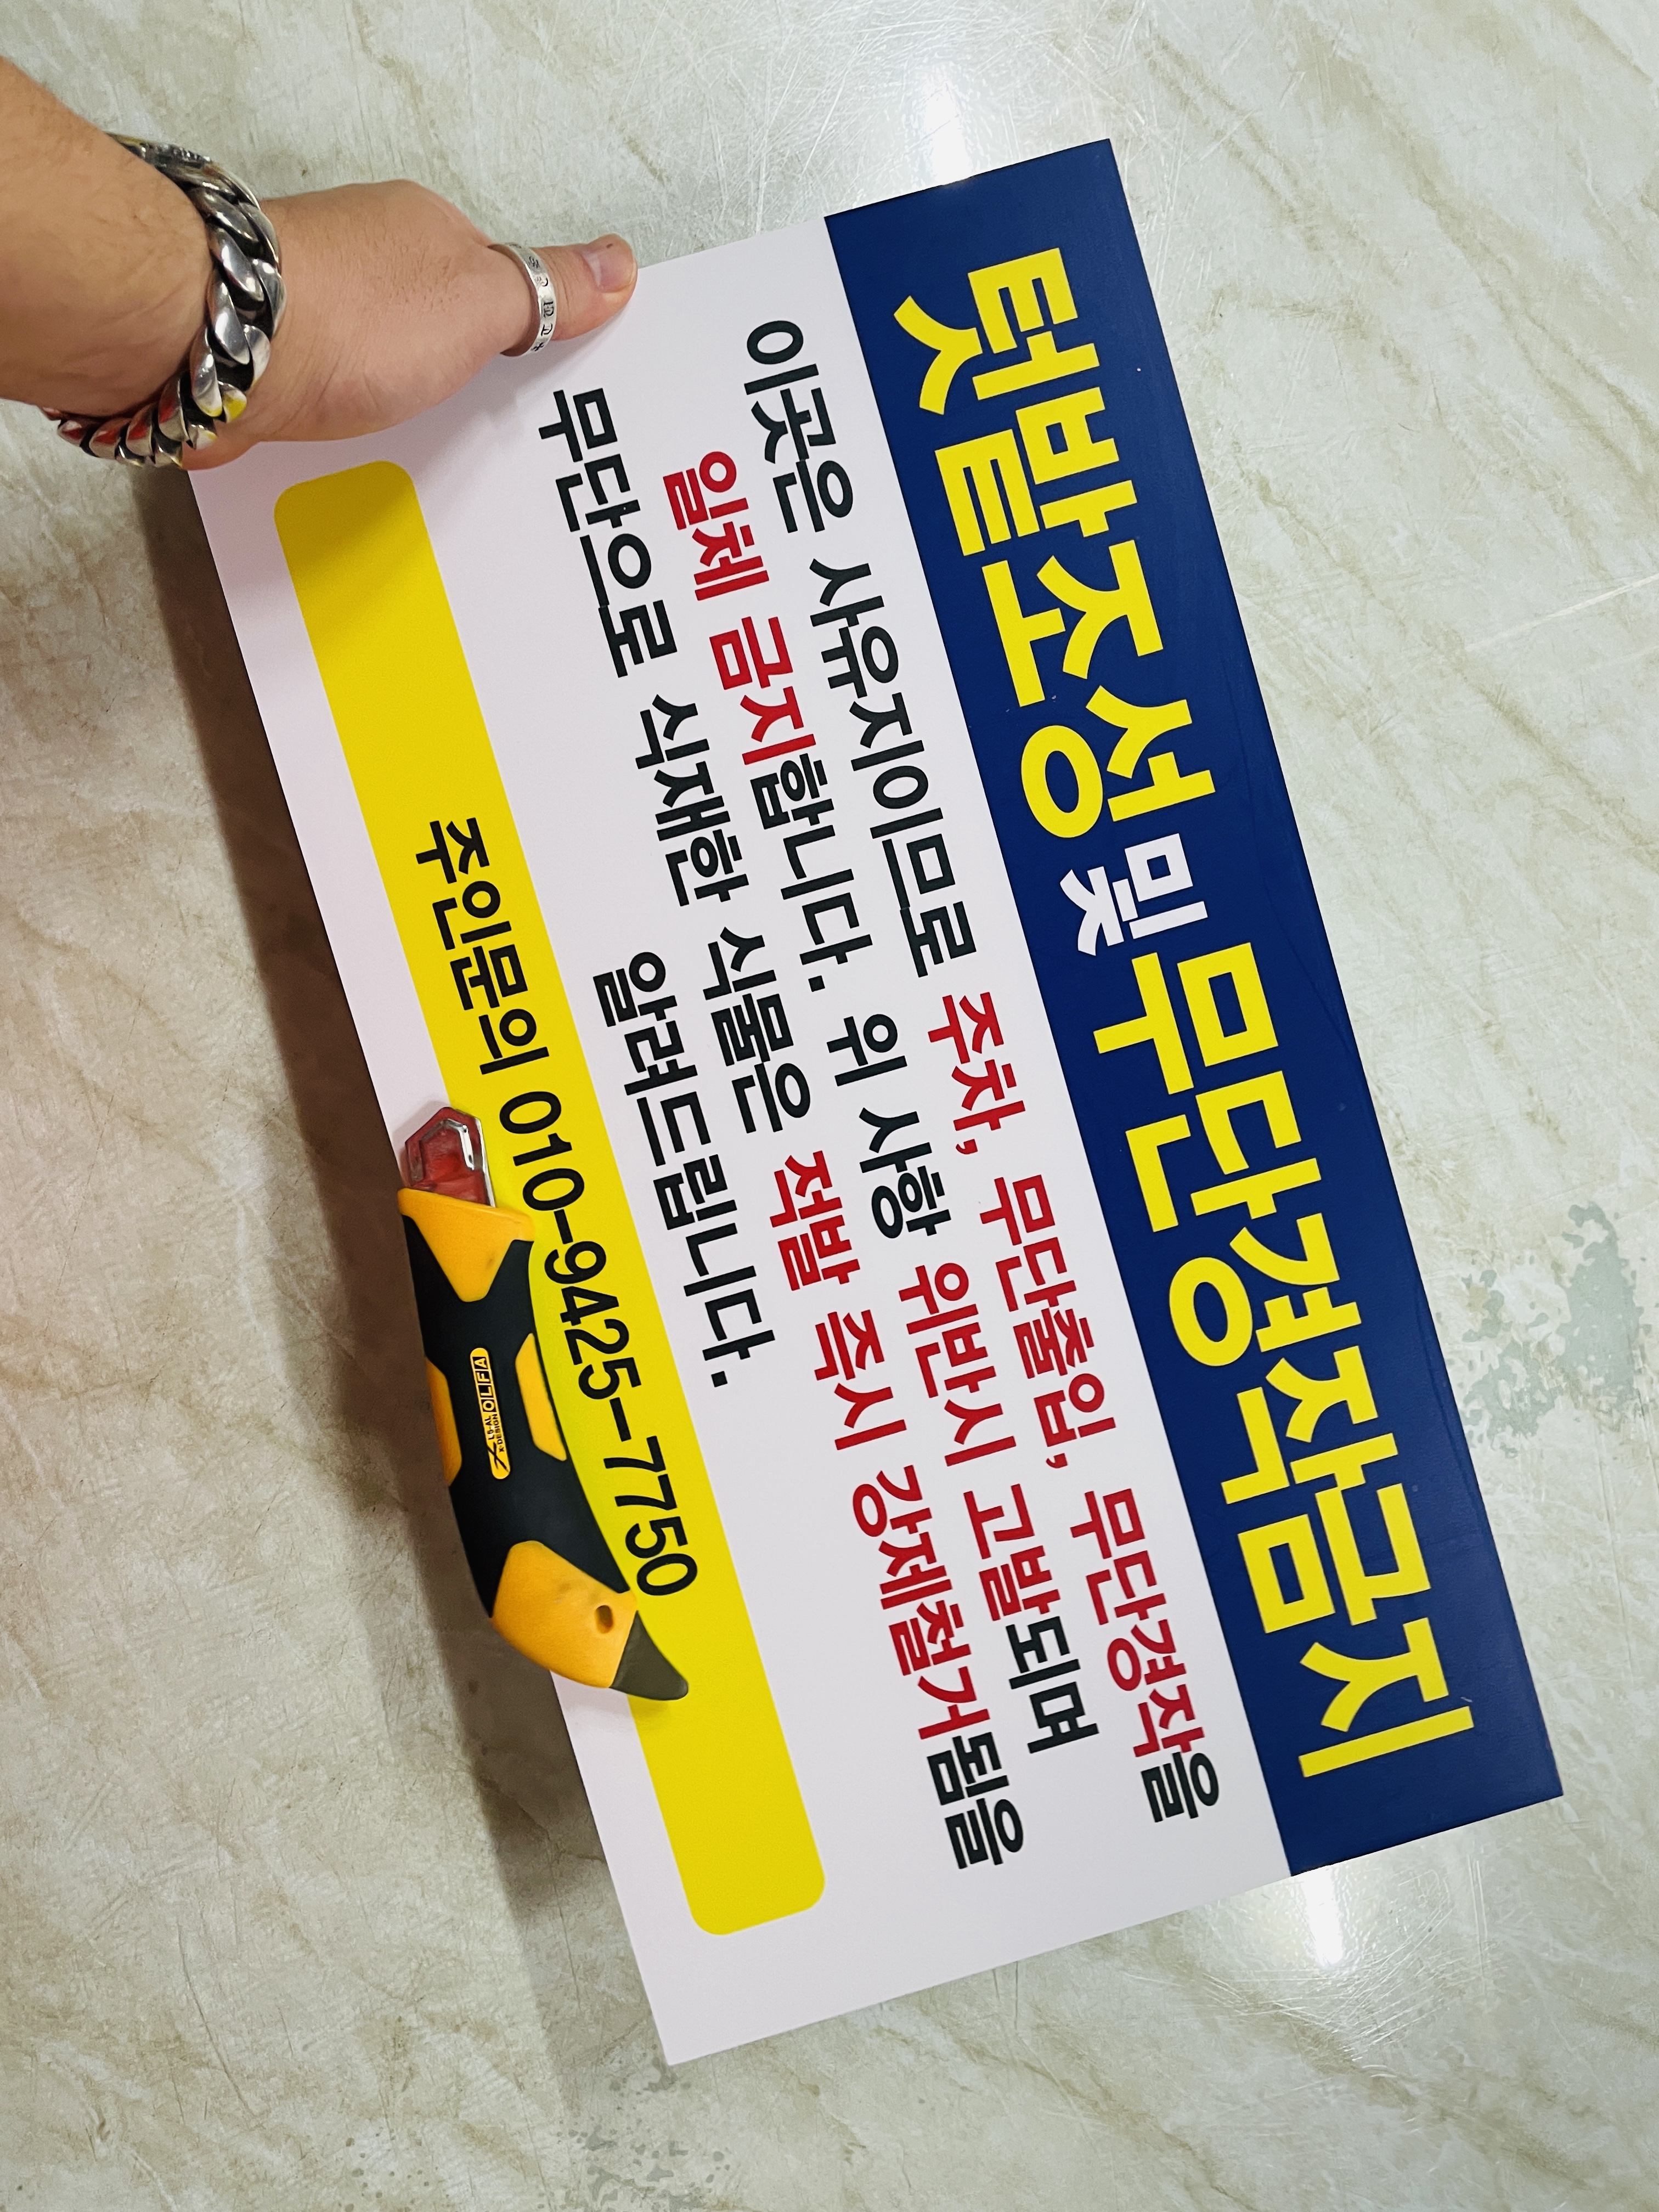 텃밭조성및무단경작금지
이곳은 사유지이므로 주차, 무단출입, 무단경작을
일체 금지합니다. 위 사항 위반시 고발되며
무단으로 식재한 식물은 적발 즉시 강제철거됨을
알려드립니다.
주인문의 010-9425-7750
L5-AL
X-DESIGN
OLFA